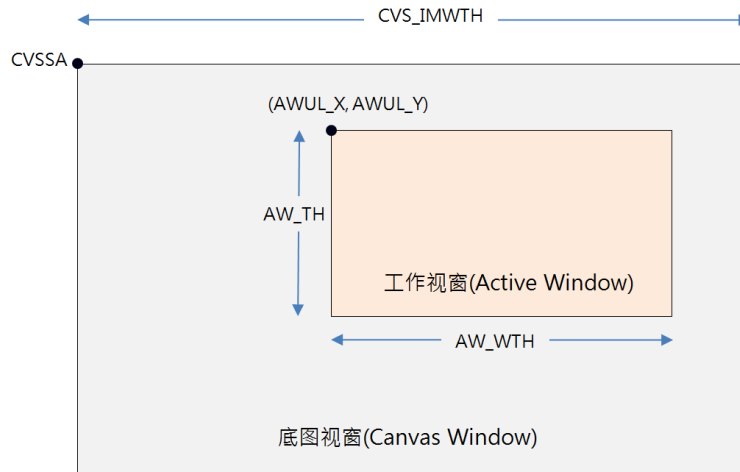 CVS_IMWTH
CVSSA
(AWUL_X, AWUL_Y)
AW_TH
工作视窗(Active Window)
AW_WTH
底图视窗(Canvas Window)